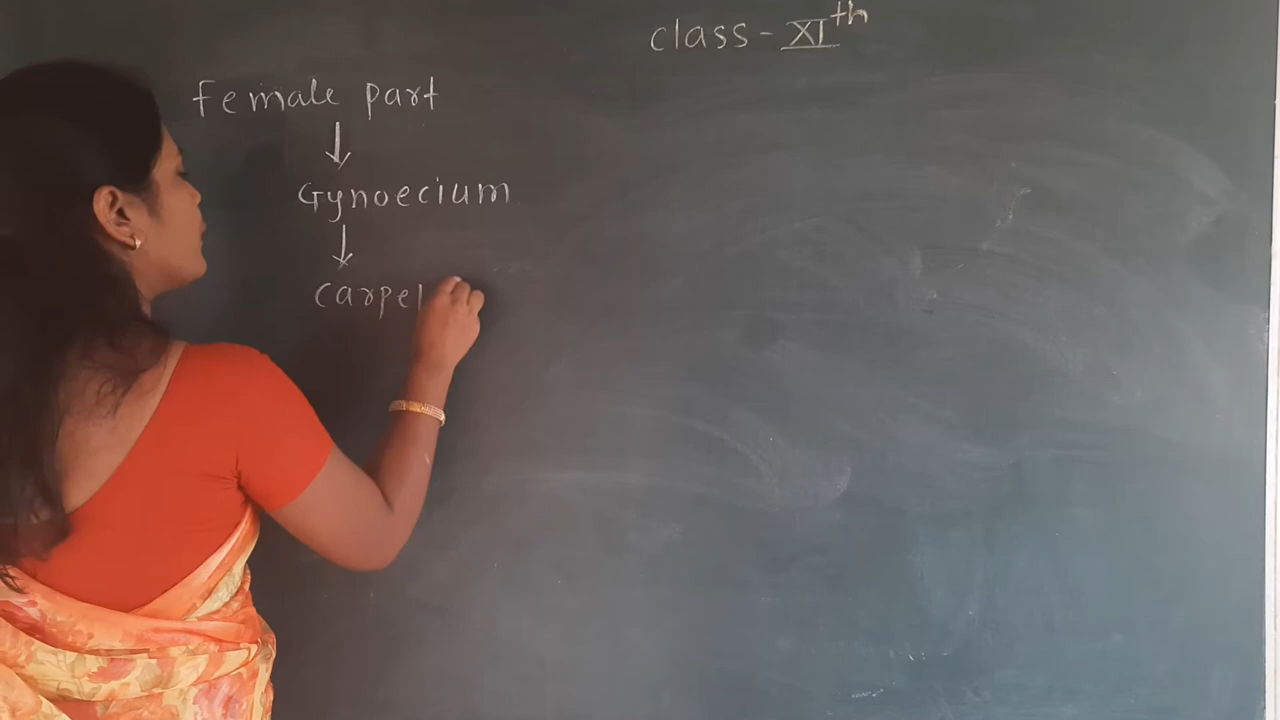 class - XIth
female part
↓
Gynoecium
↓
Carpel